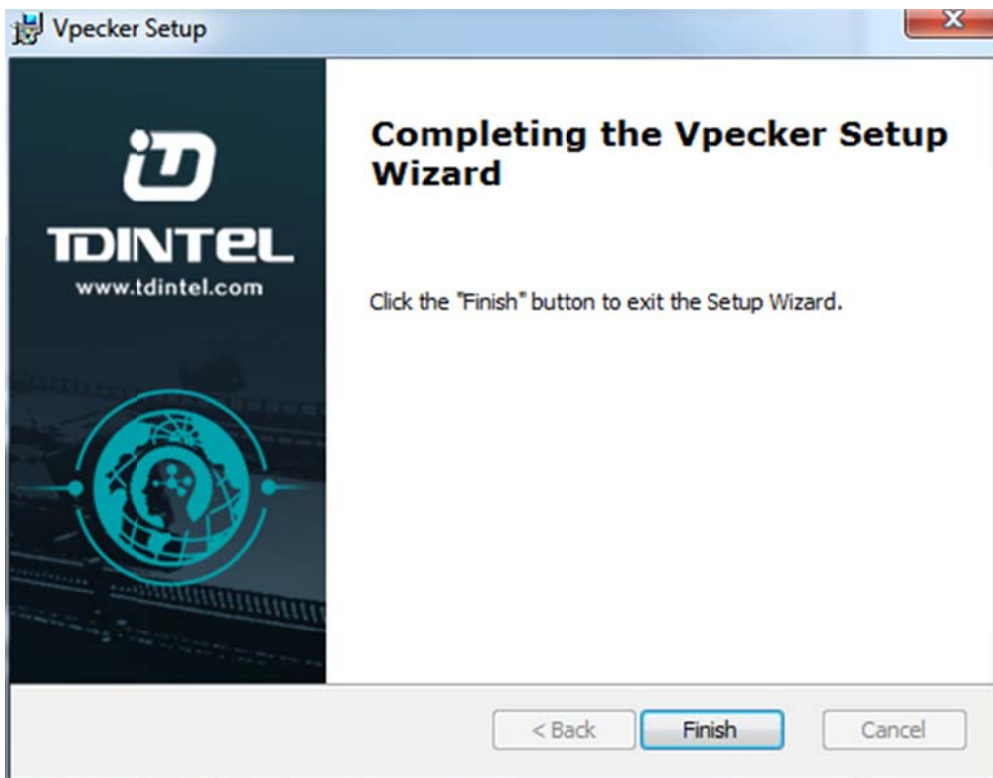 Vpecker Setup
TD
TDINTEL
www.tdintel.com
Completing the Vpecker Setup
Wizard
Click the "Finish" button to exit the Setup Wizard.
< Back
Finish
Cancel